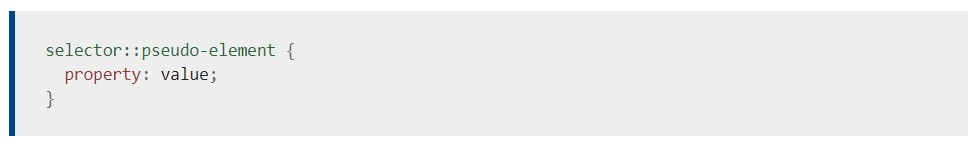 selector::pseudo-element {
  property: value;
}